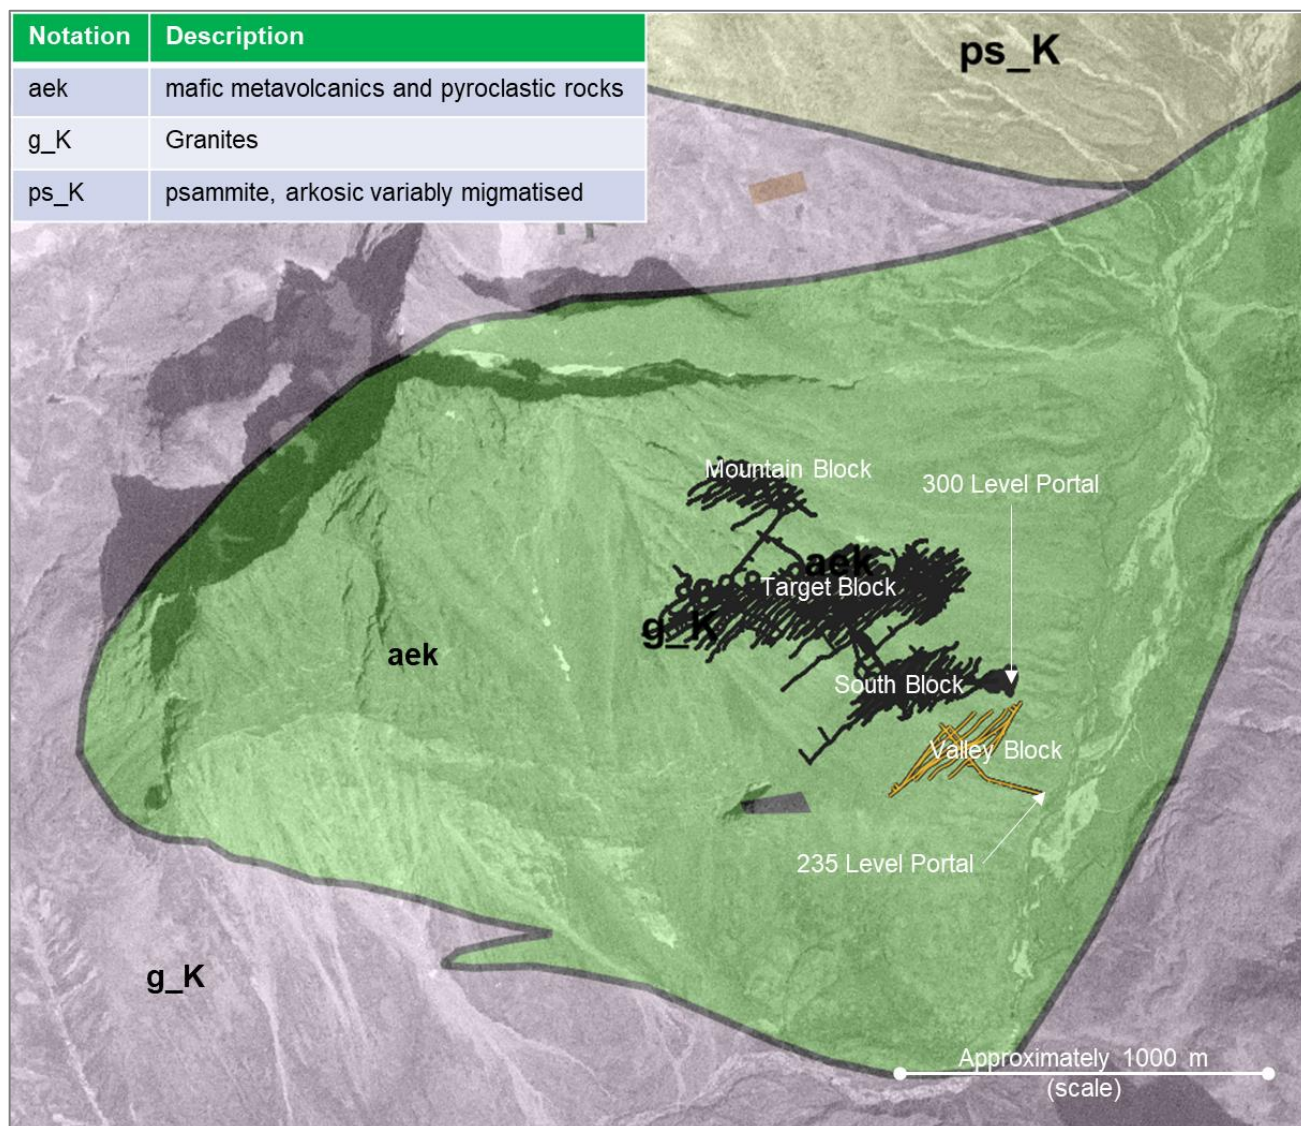 Notation Description
aek mafic metavolcanics and pyroclastic rocks
g_K Granites
ps_K psammite, arkosic variably migmatised
ps_K
Mountain Block
300 Level Portal
aek
Target Block
g_K
aek
South Block
Valley Block
235 Level Portal
g_K
Approximately 1000 m
(scale)